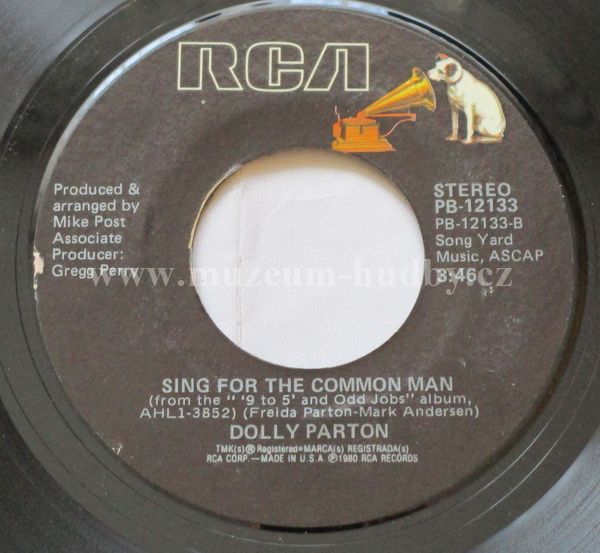 RCA
Produced &
arranged by
Mike Post
Associate
Producer:
Gregg Perry
STEREO
PB-12133
PB-12133-B
Song Yard
Music, ASCAP
3:46
www.muzeum-hudby.cz
SING FOR THE COMMON MAN
(from the “ ‘9 to 5’ and Odd Jobs” album,
AHL1-3852) (Freida Parton-Mark Andersen)
DOLLY PARTON
TMK(s)® Registered•MARCA(s) REGISTRADA(s)
RCA CORP.—MADE IN U.S.A ℗1980 RCA RECORDS